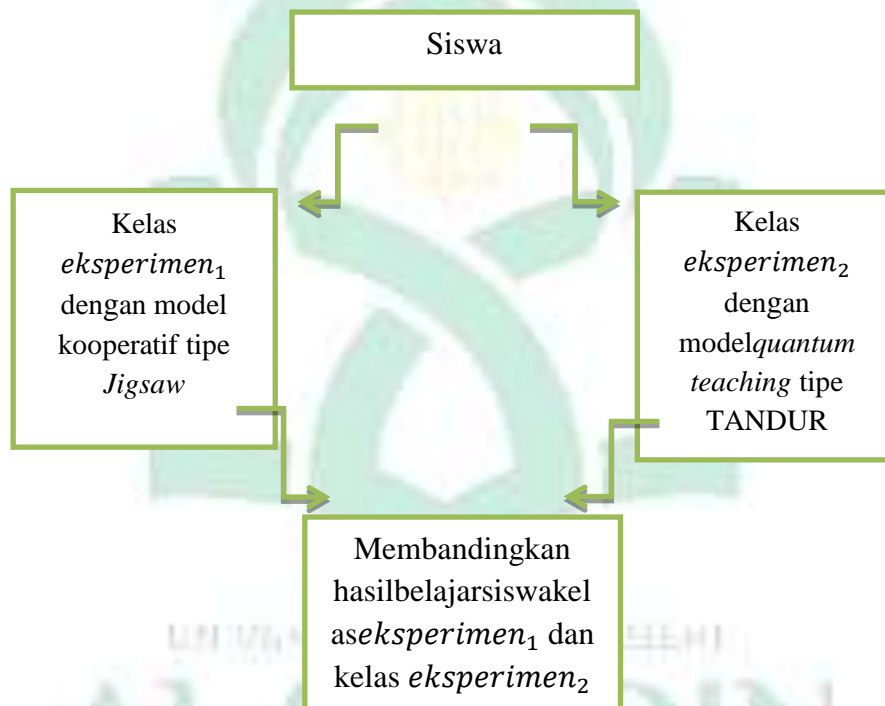 Siswa
Kelas
eksperimen₁
dengan model
kooperatif tipe
Jigsaw
Kelas
eksperimen₂
dengan
modelquantum
teaching tipe
TANDUR
Membandingkan
hasilbelajarsiswakel
aseksperimen₁ dan
kelas eksperimen₂